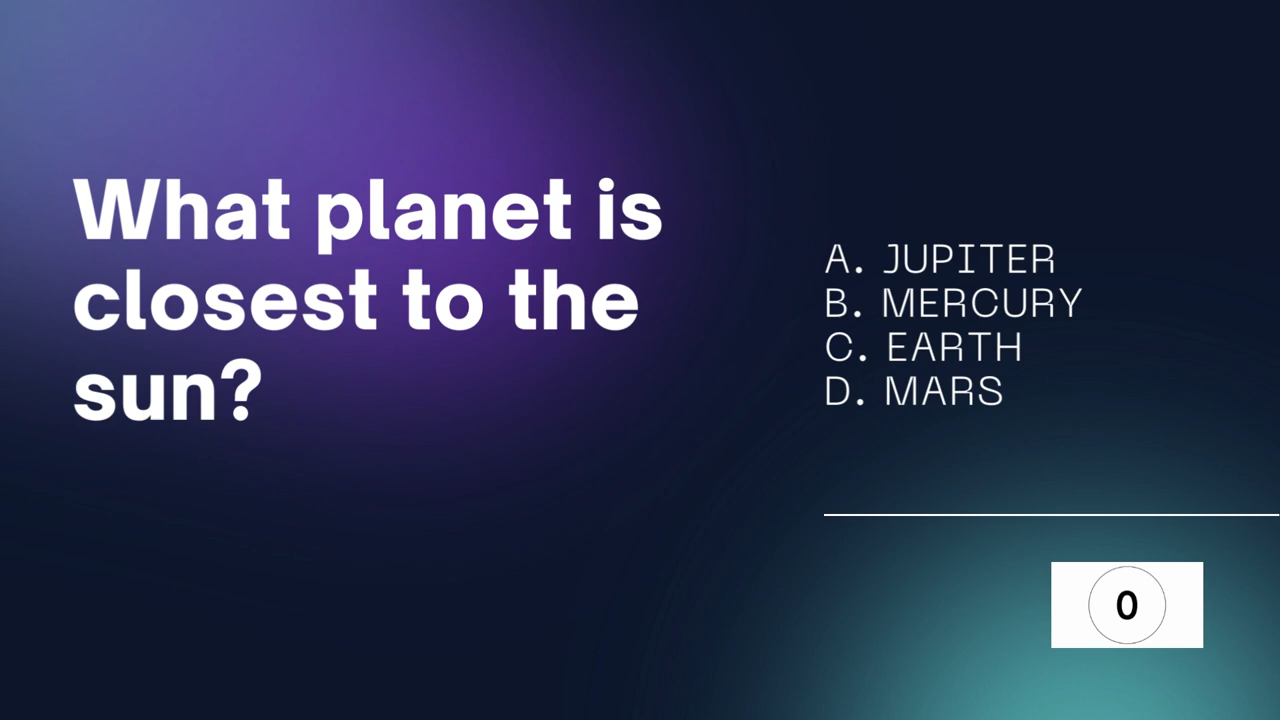 What planet is
closest to the
sun?
A. JUPITER
B. MERCURY
C. EARTH
D. MARS
0